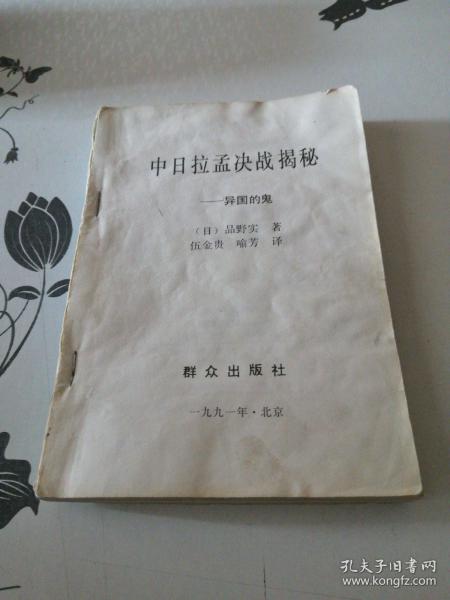 中日拉孟决战揭秘
——异国的鬼
（日）品野实 著
伍金贵 喻芳 译
群众出版社
一九九一年·北京
孔夫子旧书网
www.kongfz.com